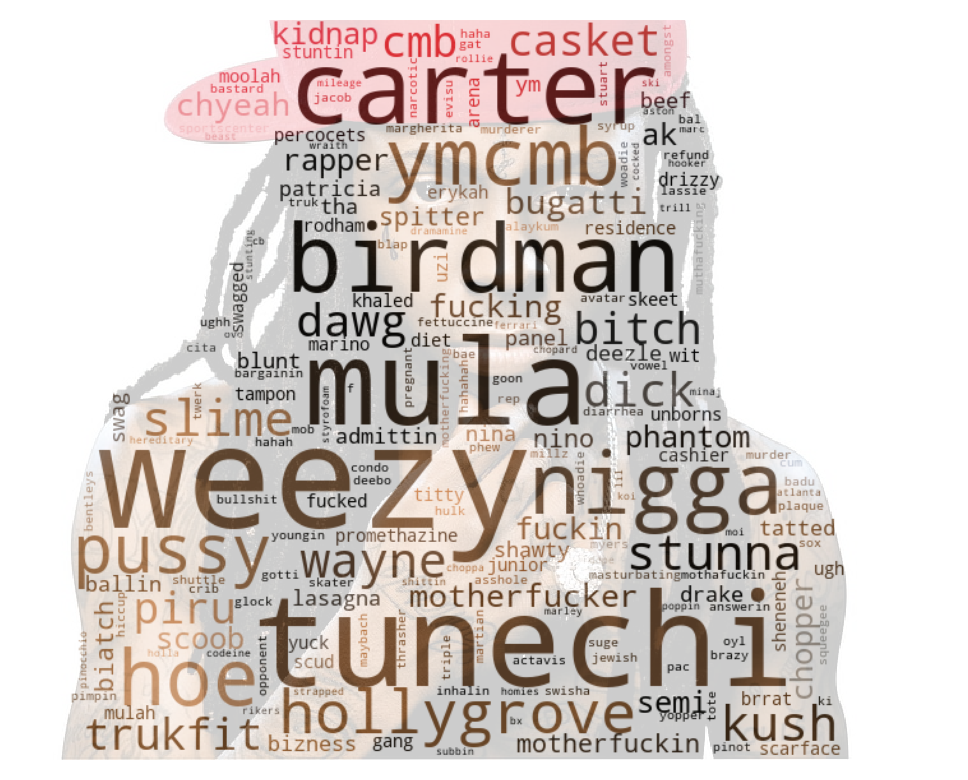 kidnap cmb haha casket amongst
stuntin gat
rollie
moolah carter ski
bastard mileage narcotic evisu arena ym stuart
chyeah jacob beef
sportscenter aston bal
beast percocets margherita murderer syrup ak marc
wraith ymcmb woadie cocked refund
rapper hooker
patricia erykah drizzy
truk tha bugatti lassie
spitter trill
rodham dramamine alaykum residence muthafucking
cb stunting blap birdman
uzi
swagged khaled fucking avatar skeet
ughh dawg fettuccine ferrari bitch
marino diet panel
cita bae chopard deezle wit
blunt mula vowel
bargainin pregnant motherfucking hahahaha goon
tampon twerk styrofoam f rep dick minaj
swag slime diarrhea unborns
mob nina
hereditary hahah admittin phew nino phantom
millz cashier murder
weezy nigga cum
condo whoadie lil badu
bentleys deebo koi atlanta
bullshit fucked titty plaque
hulk
youngin promethazine fuckin moi tatted
pussy wayne shawty myers stunna sox
gotti choppa junior ugh
ballin shuttle skater shittin asshole masturbating mothafuckin
crib
hiccup glock lasagna motherfucker drake sheneneh chopper
biatch piru marley poppin answerin
scoob tunechi squeegee
pinocchio yuck maybach thrasher triple martian suge oyl
holla codeine opponent scud actavis jewish brazy
pac
hoe strapped inhalin homies swisha
pimpin semi tote brrat ki
mulah rikers hollygrove bx yopper kush
trukfit bizness gang subbin motherfuckin pinot scarface